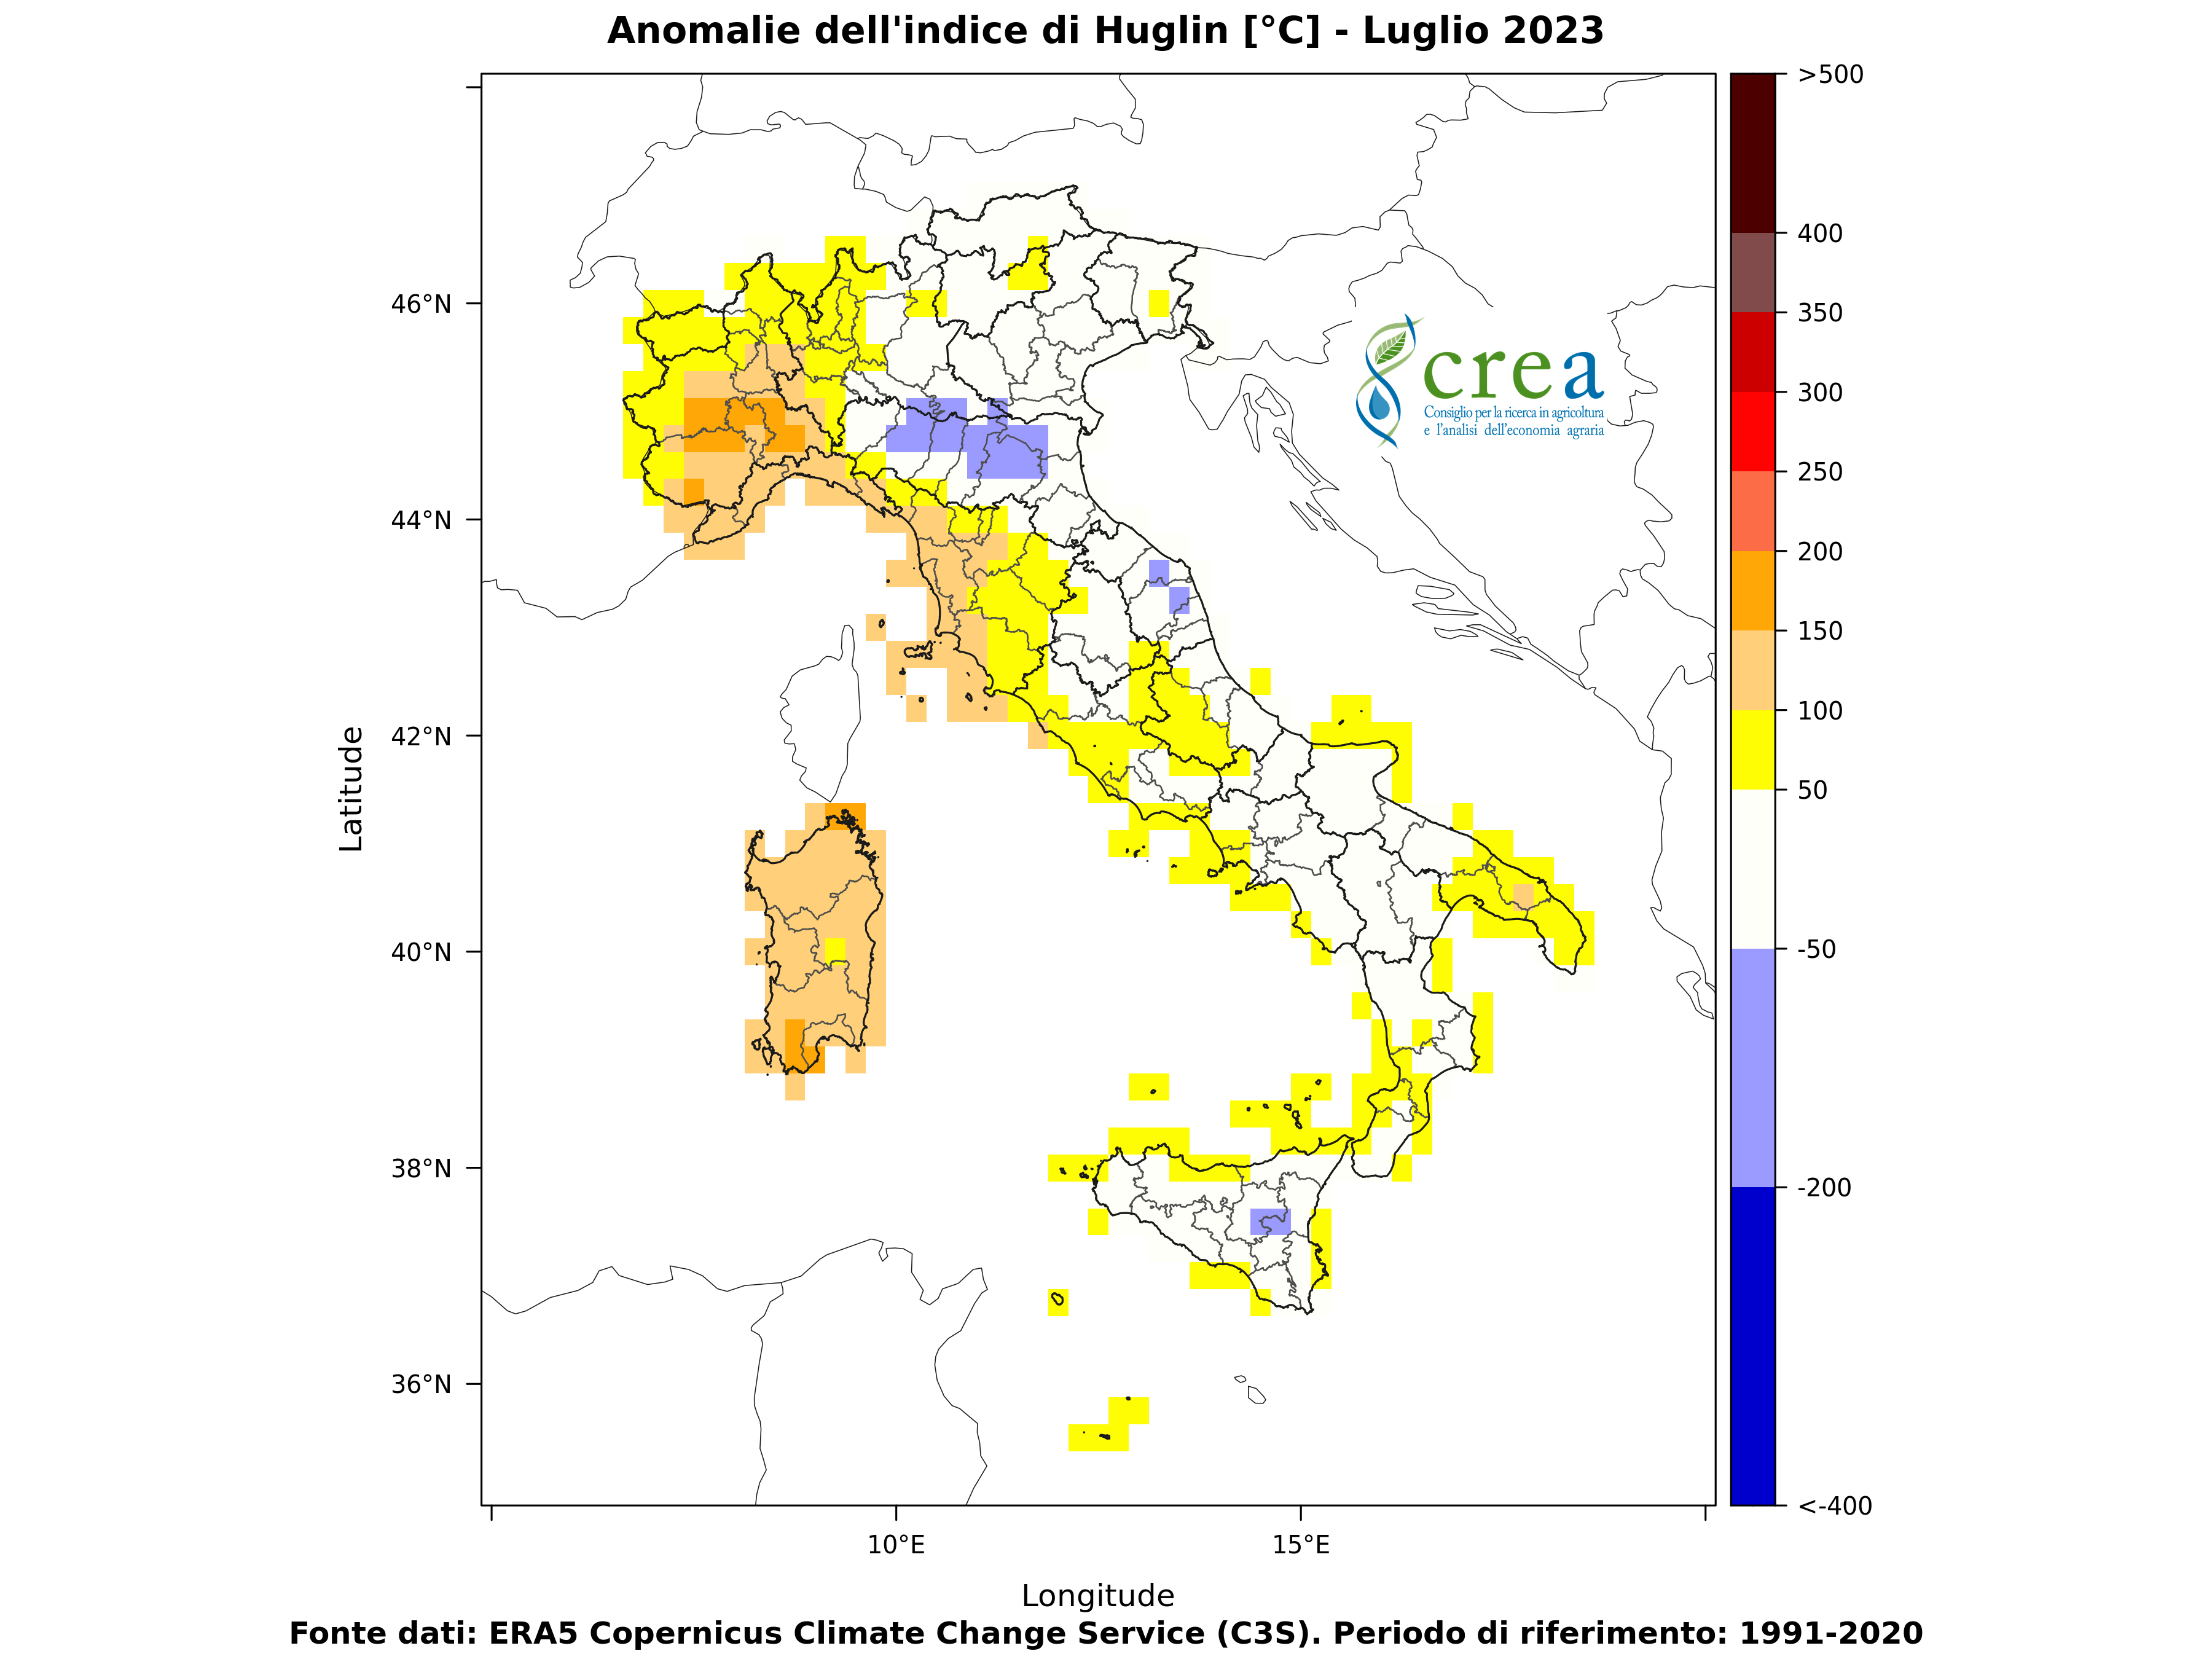 Anomalie dell'indice di Huglin [°C] - Luglio 2023
>500
400
350
300
250
200
150
100
50
-50
-200
<-400
46°N
44°N
42°N
40°N
38°N
36°N
Latitude
crea
Consiglio per la ricerca in agricoltura
e l'analisi dell'economia agraria
10°E
15°E
Longitude
Fonte dati: ERA5 Copernicus Climate Change Service (C3S). Periodo di riferimento: 1991-2020